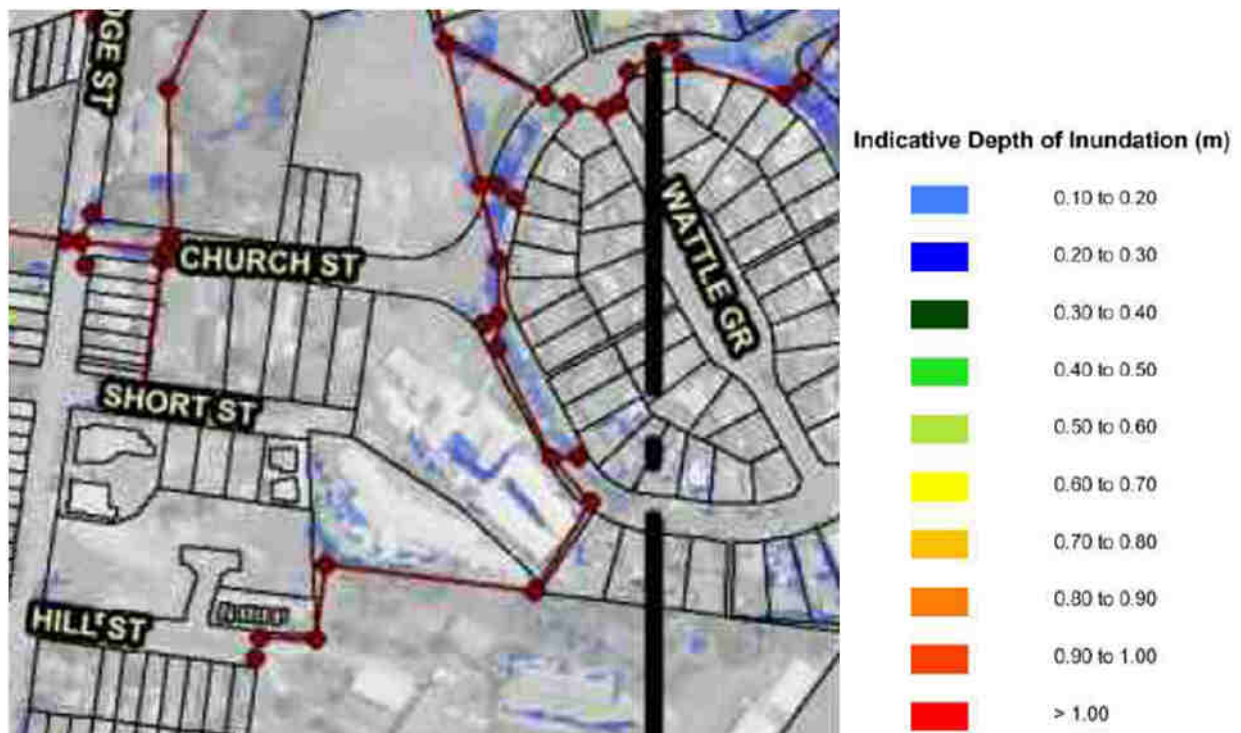 DGE ST
WATTLE GR
CHURCH ST
SHORT ST
HILL ST
Indicative Depth of Inundation (m)
0.10 to 0.20
0.20 to 0.30
0.30 to 0.40
0.40 to 0.50
0.50 to 0.60
0.60 to 0.70
0.70 to 0.80
0.80 to 0.90
0.90 to 1.00
> 1.00